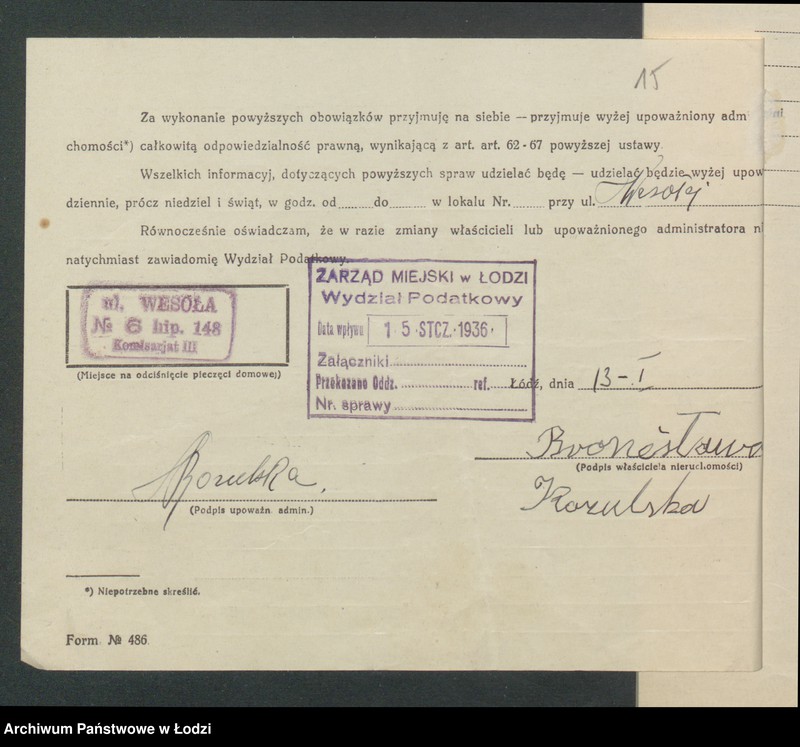 15
Za wykonanie powyższych obowiązków przyjmuję na siebie — przyjmuje wyżej upoważniony adm
chomości*) całkowitą odpowiedzialność prawną, wynikającą z art. art. 62-67 powyższej ustawy.
Wszelkich informacyj, dotyczących powyższych spraw udzielać będę — udzielać będzie wyżej upow
dziennie, prócz niedziel i świąt, w godz. od........do......... w lokalu Nr........ przy ul. Wesołej
Równocześnie oświadczam, że w razie zmiany właścicieli lub upoważnionego administratora ni
natychmiast zawiadomię Wydział Podatkowy.
ul. WESOŁA
№ 6 hip. 148
Komisarjat III
(Miejsce na odciśnięcie pieczęci domowej)
ZARZĄD MIEJSKI w ŁODZI
Wydział Podatkowy
Data wpływu 15 STCZ. 1936
Załączniki
Przekazano Oddz. ref.
Nr. sprawy
Łódź, dnia 13-I
Bronisława
(Podpis właściciela nieruchomości)
Kozulska
Kozulska
(Podpis upoważn. admin.)
*) Niepotrzebne skreślić.
Form. № 486.
Archiwum Państwowe w Łodzi